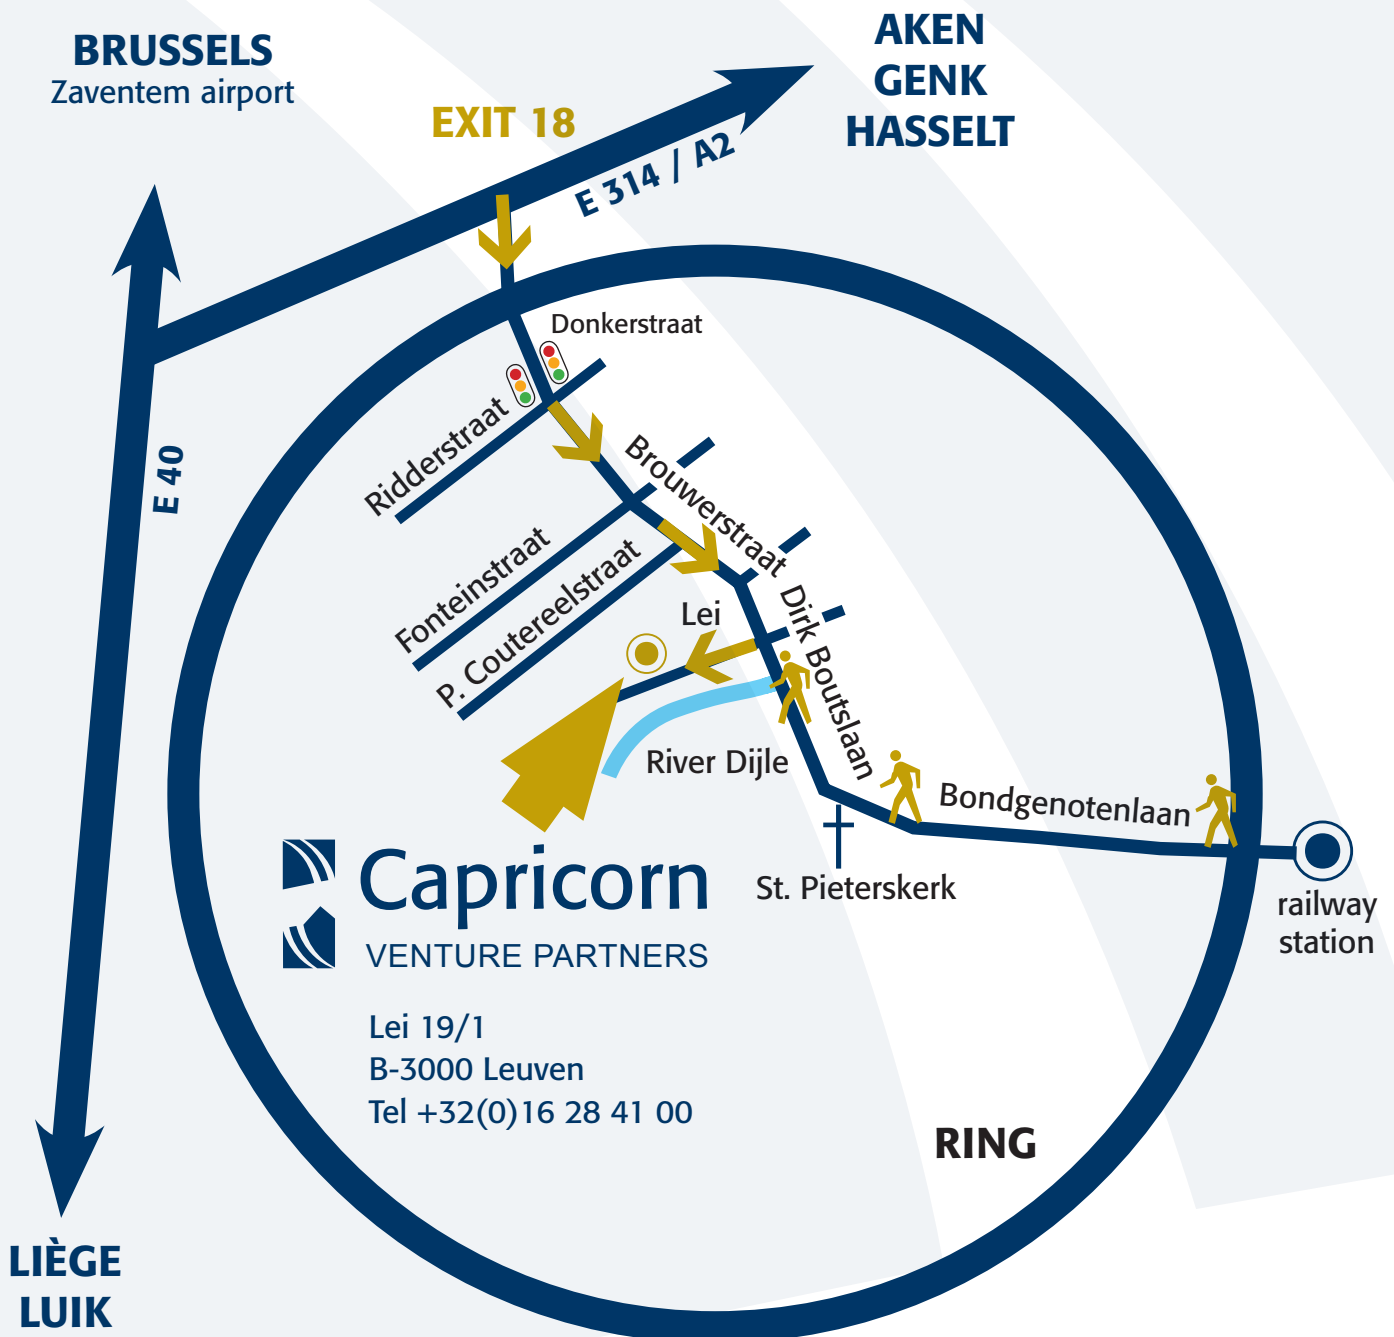 BRUSSELS
Zaventem airport
AKEN
GENK
HASSELT
EXIT 18
E 314 / A2
E 40
Donkerstraat
Ridderstraat
Brouwerstraat
Fonteinstraat
P. Coutereelstraat
Lei
Dirk Boutslaan
River Dijle
Bondgenotenlaan
St. Pieterskerk
railway
station
Capricorn
VENTURE PARTNERS
Lei 19/1
B-3000 Leuven
Tel +32(0)16 28 41 00
RING
LIÈGE
LUIK